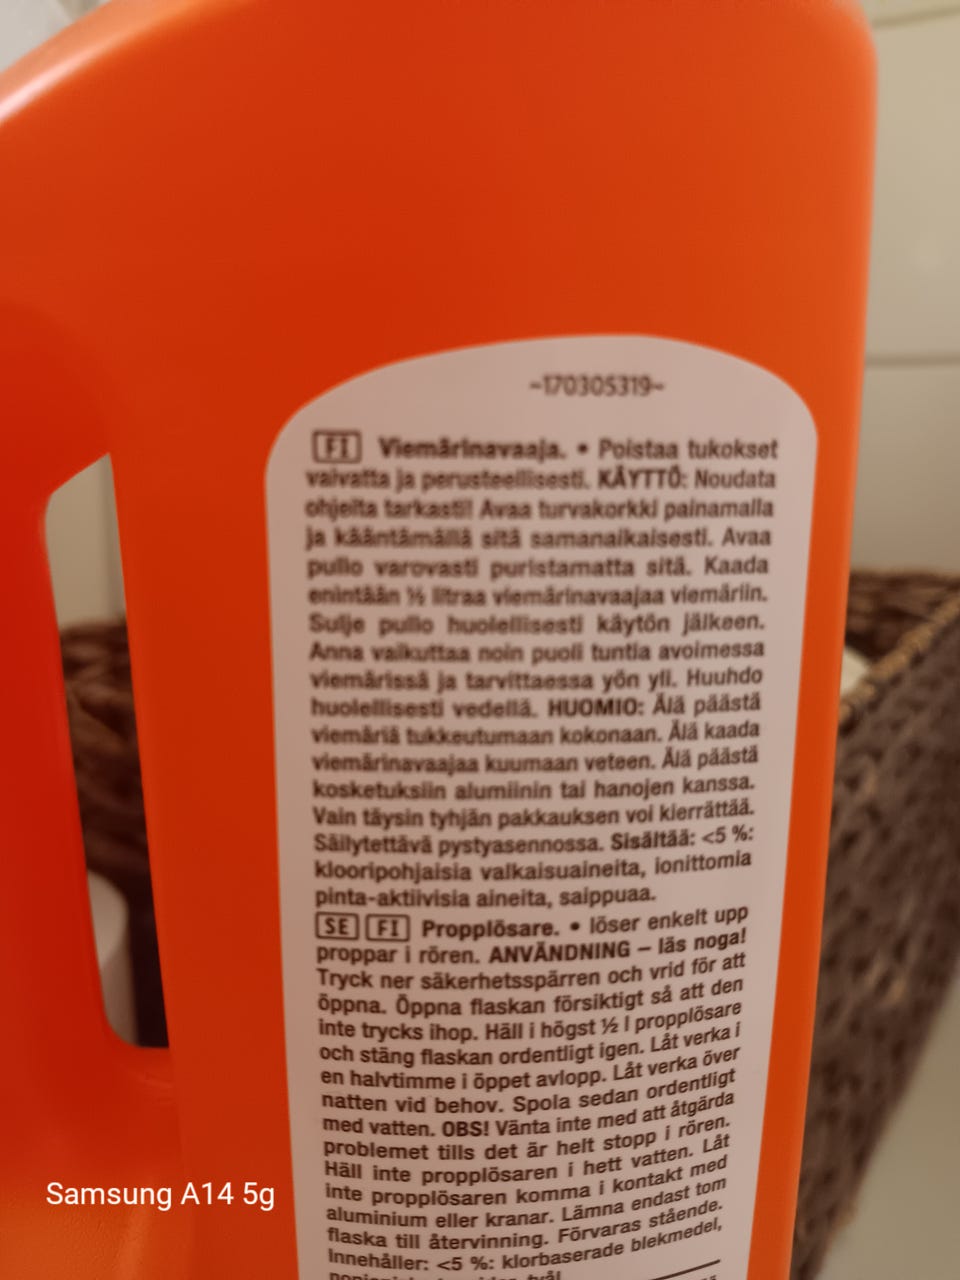 ~170305319~
FI Viemärinavaaja. • Poistaa tukokset
vaivatta ja perusteellisesti. KÄYTTÖ: Noudata
ohjeita tarkasti! Avaa turvakorkki painamalla
ja kääntämällä sitä samanaikaisesti. Avaa
pullo varovasti puristamatta sitä. Kaada
enintään ½ litraa viemärinavaajaa viemäriin.
Sulje pullo huolellisesti käytön jälkeen.
Anna vaikuttaa noin puoli tuntia avoimessa
viemärissä ja tarvittaessa yön yli. Huuhdo
huolellisesti vedellä. HUOMIO: Älä päästä
viemäriä tukkeutumaan kokonaan. Älä kaada
viemärinavaajaa kuumaan veteen. Älä päästä
kosketuksiin alumiinin tai hanojen kanssa.
Vain täysin tyhjän pakkauksen voi kierrättää.
Säilytettävä pystyasennossa. Sisältää: <5 %:
klooripohjaisia valkaisuaineita, ionittomia
pinta-aktiivisia aineita, saippuaa.
SE FI Propplösare. • löser enkelt upp
proppar i rören. ANVÄNDNING – läs noga!
Tryck ner säkerhetsspärren och vrid för att
öppna. Öppna flaskan försiktigt så att den
inte trycks ihop. Häll i högst ½ l propplösare
och stäng flaskan ordentligt igen. Låt verka i
en halvtimme i öppet avlopp. Låt verka över
natten vid behov. Spola sedan ordentligt
med vatten. OBS! Vänta inte med att åtgärda
problemet tills det är helt stopp i rören.
Häll inte propplösaren i hett vatten. Låt
inte propplösaren komma i kontakt med
aluminium eller kranar. Lämna endast tom
flaska till återvinning. Förvaras stående.
Innehåller: <5 %: klorbaserade blekmedel,
Samsung A14 5g